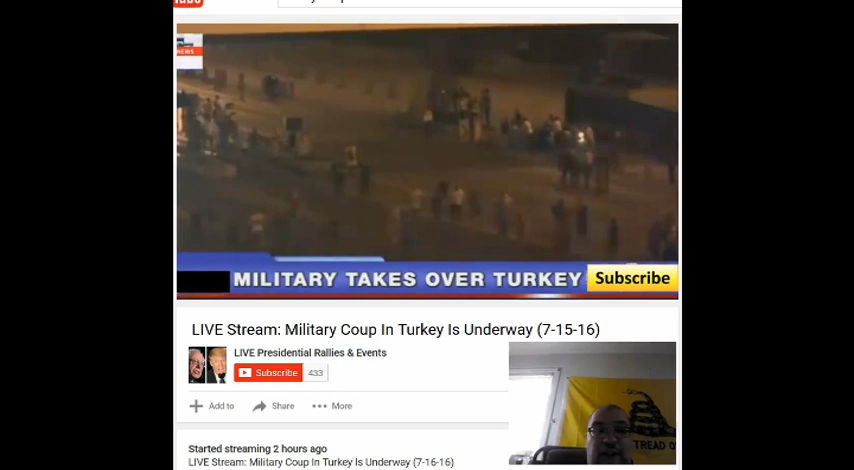 NEWS
MILITARY TAKES OVER TURKEY
Subscribe
LIVE Stream: Military Coup In Turkey Is Underway (7-15-16)
LIVE Presidential Rallies & Events
Subscribe 433
Add to Share More
TREAD
Started streaming 2 hours ago
LIVE Stream: Military Coup In Turkey Is Underway (7-16-16)